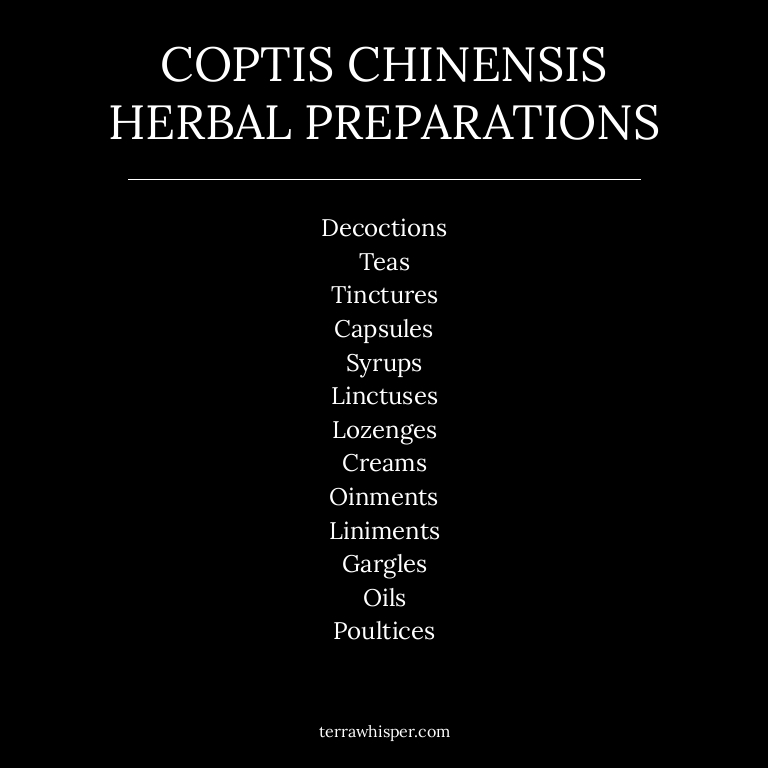 COPTIS CHINENSIS
HERBAL PREPARATIONS
Decoctions
Teas
Tinctures
Capsules
Syrups
Linctuses
Lozenges
Creams
Oinments
Liniments
Gargles
Oils
Poultices
terrawhisper.com